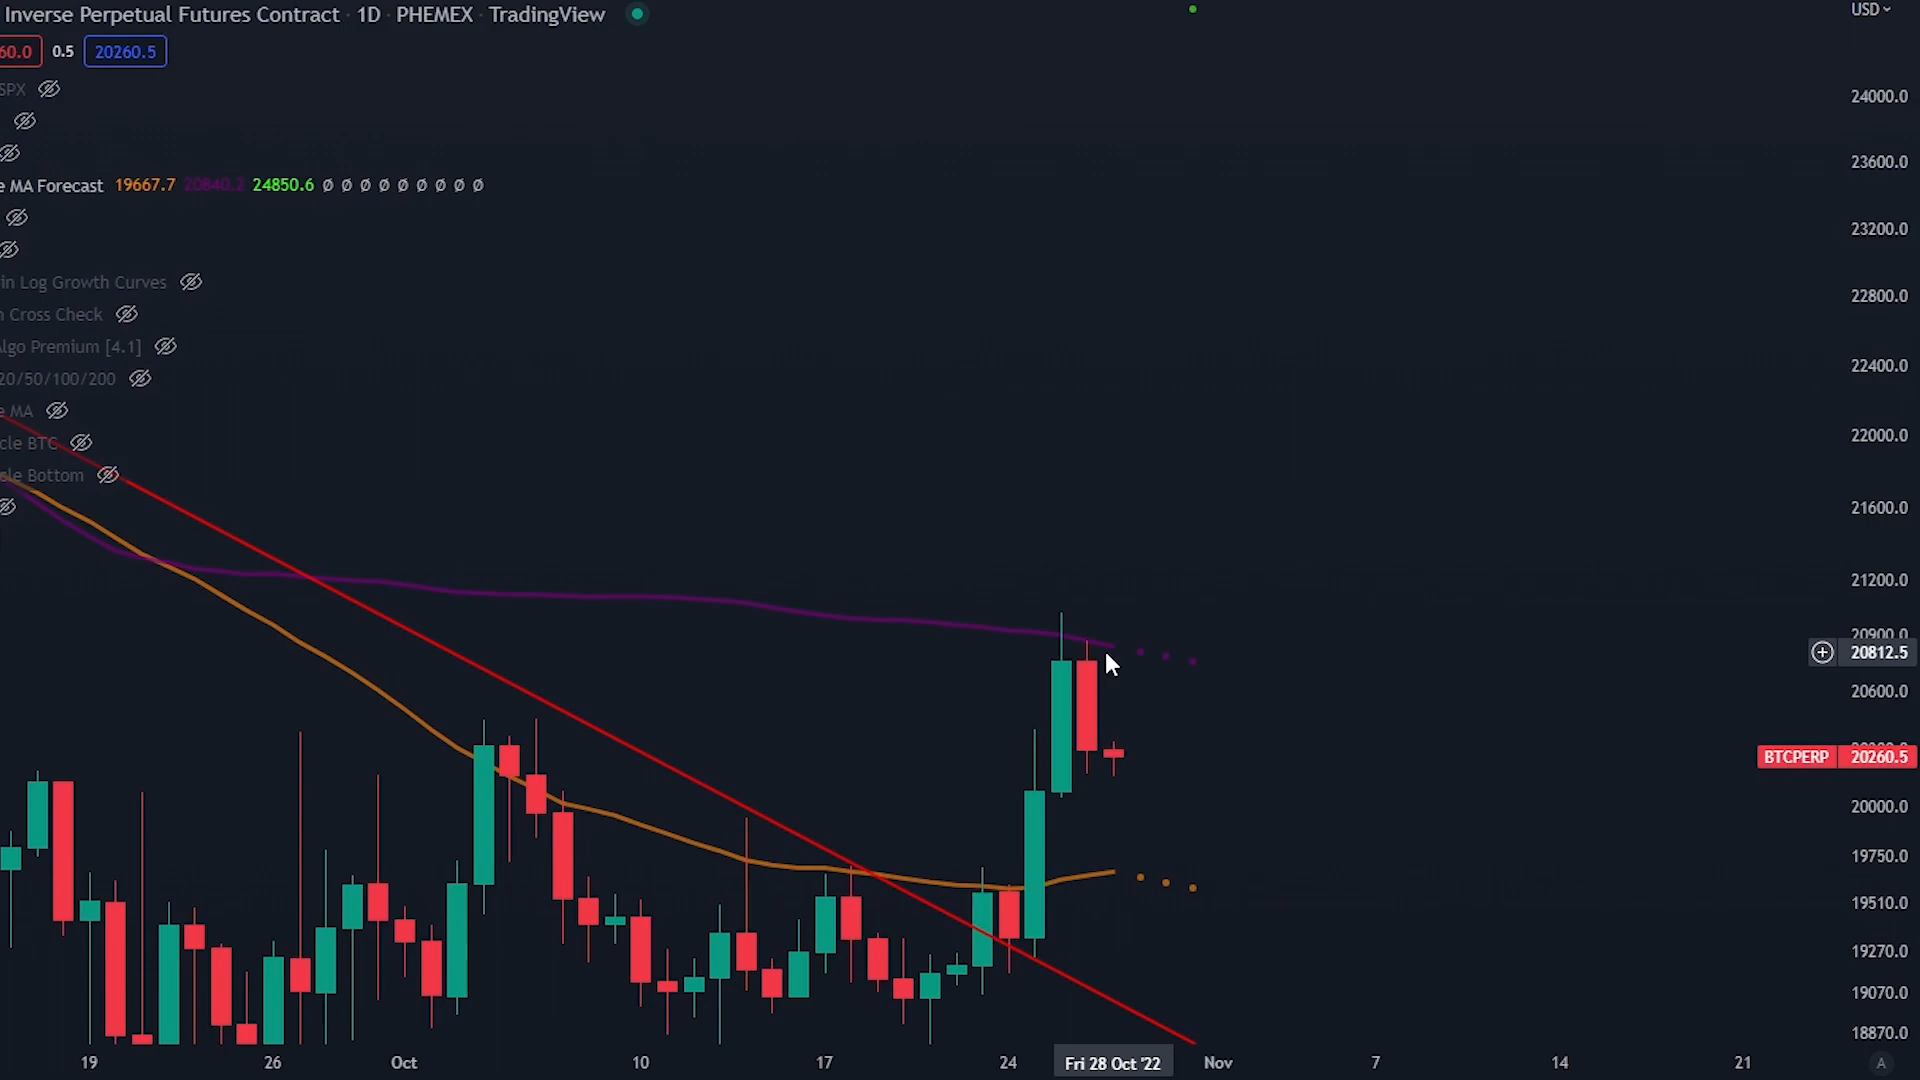 Inverse Perpetual Futures Contract · 1D · PHEMEX · TradingView
USD
60.0 0.5 20260.5
SPX
e MA Forecast 19667.7 20840.2 24850.6 ø ø ø ø ø ø ø ø ø
in Log Growth Curves
n Cross Check
Algo Premium [4.1]
20/50/100/200
e MA
cle BTC
cle Bottom
24000.0
23600.0
23200.0
22800.0
22400.0
22000.0
21600.0
21200.0
20900.0
20812.5
20600.0
BTCPERP 20260.5
20000.0
19750.0
19510.0
19270.0
19070.0
18870.0
19 26 Oct 10 17 24 Fri 28 Oct '22 Nov 7 14 21 A